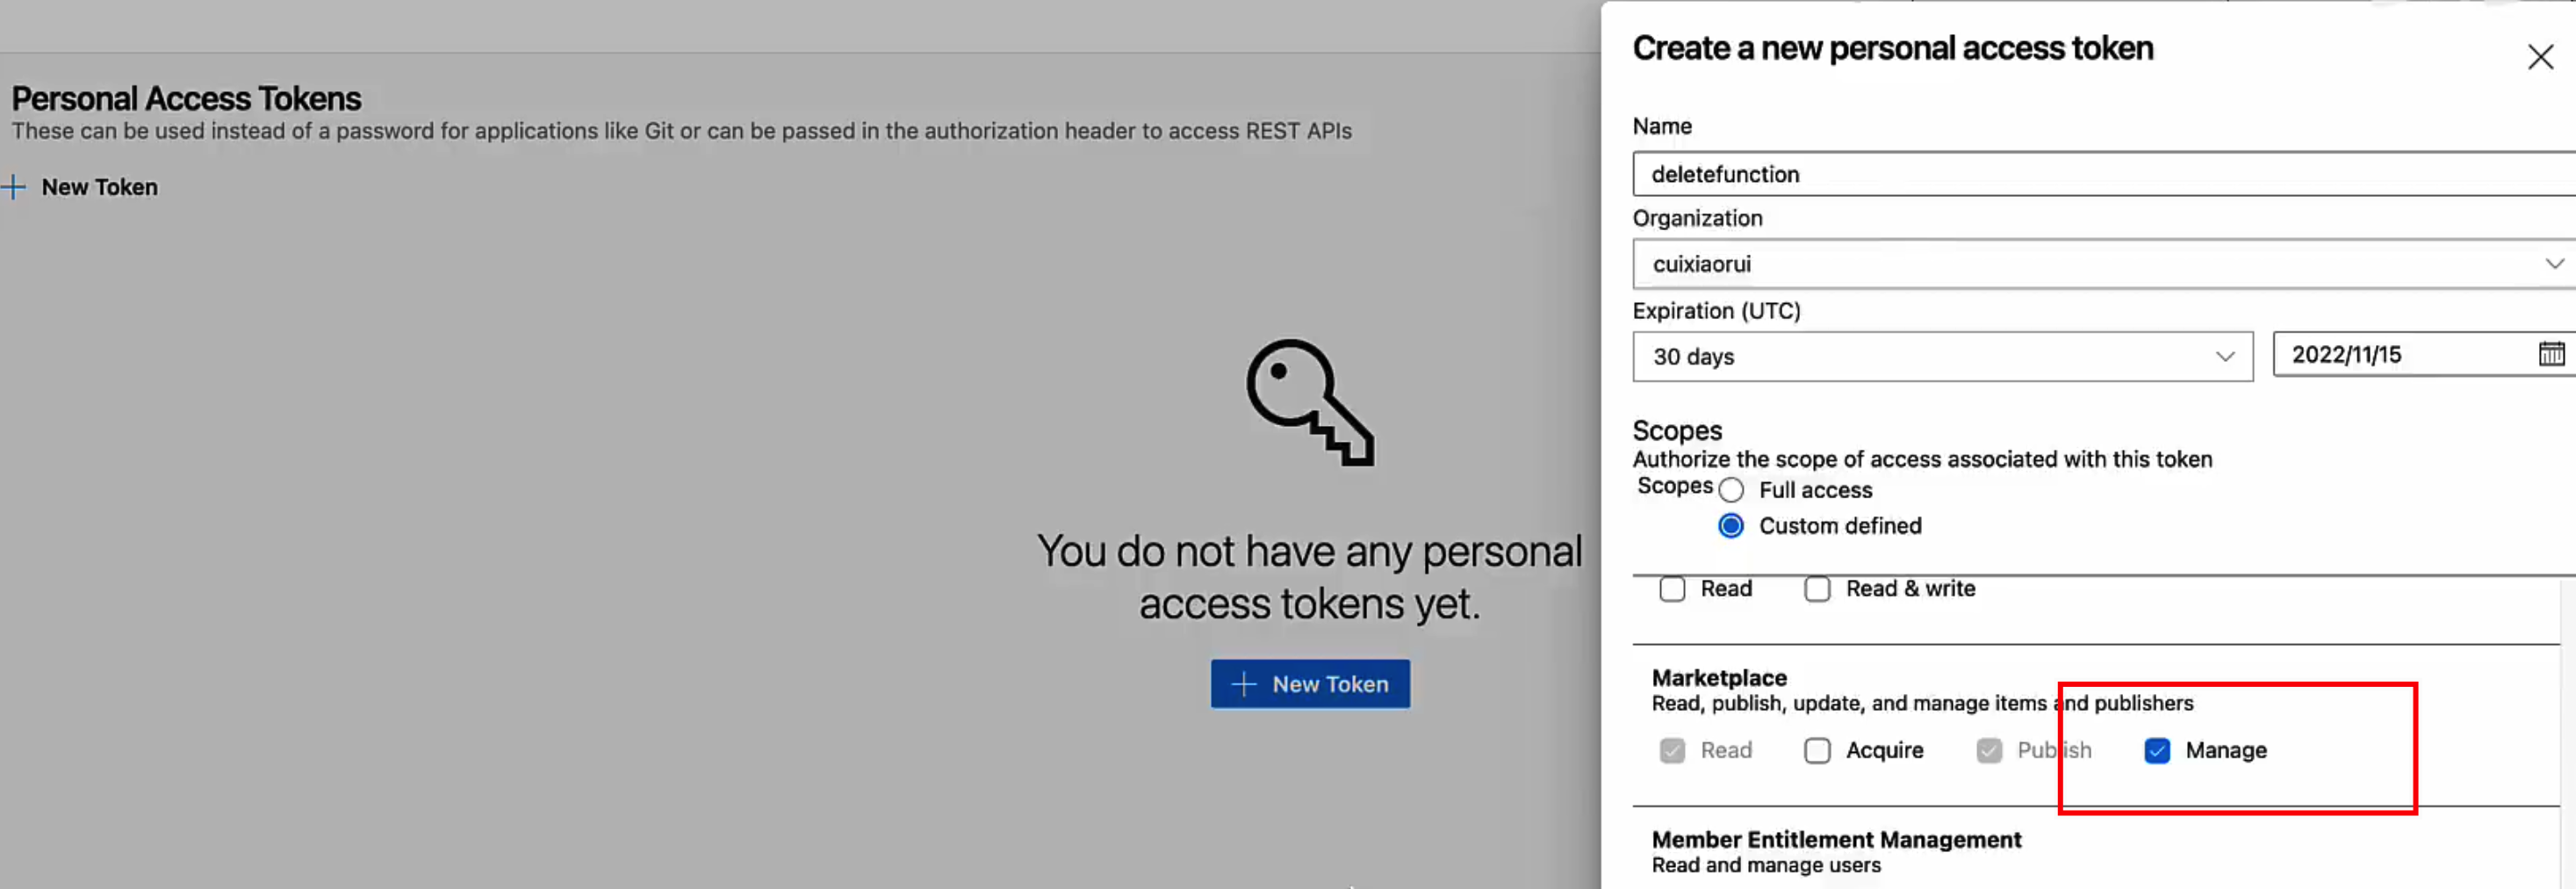 Personal Access Tokens
These can be used instead of a password for applications like Git or can be passed in the authorization header to access REST APIs
New Token
You do not have any personal
access tokens yet.
New Token
Create a new personal access token
Name
deletefunction
Organization
cuixiaorui
Expiration (UTC)
30 days
2022/11/15
Scopes
Authorize the scope of access associated with this token
Scopes
Full access
Custom defined
Read
Read & write
Marketplace
Read, publish, update, and manage items and publishers
Read
Acquire
Publish
Manage
Member Entitlement Management
Read and manage users